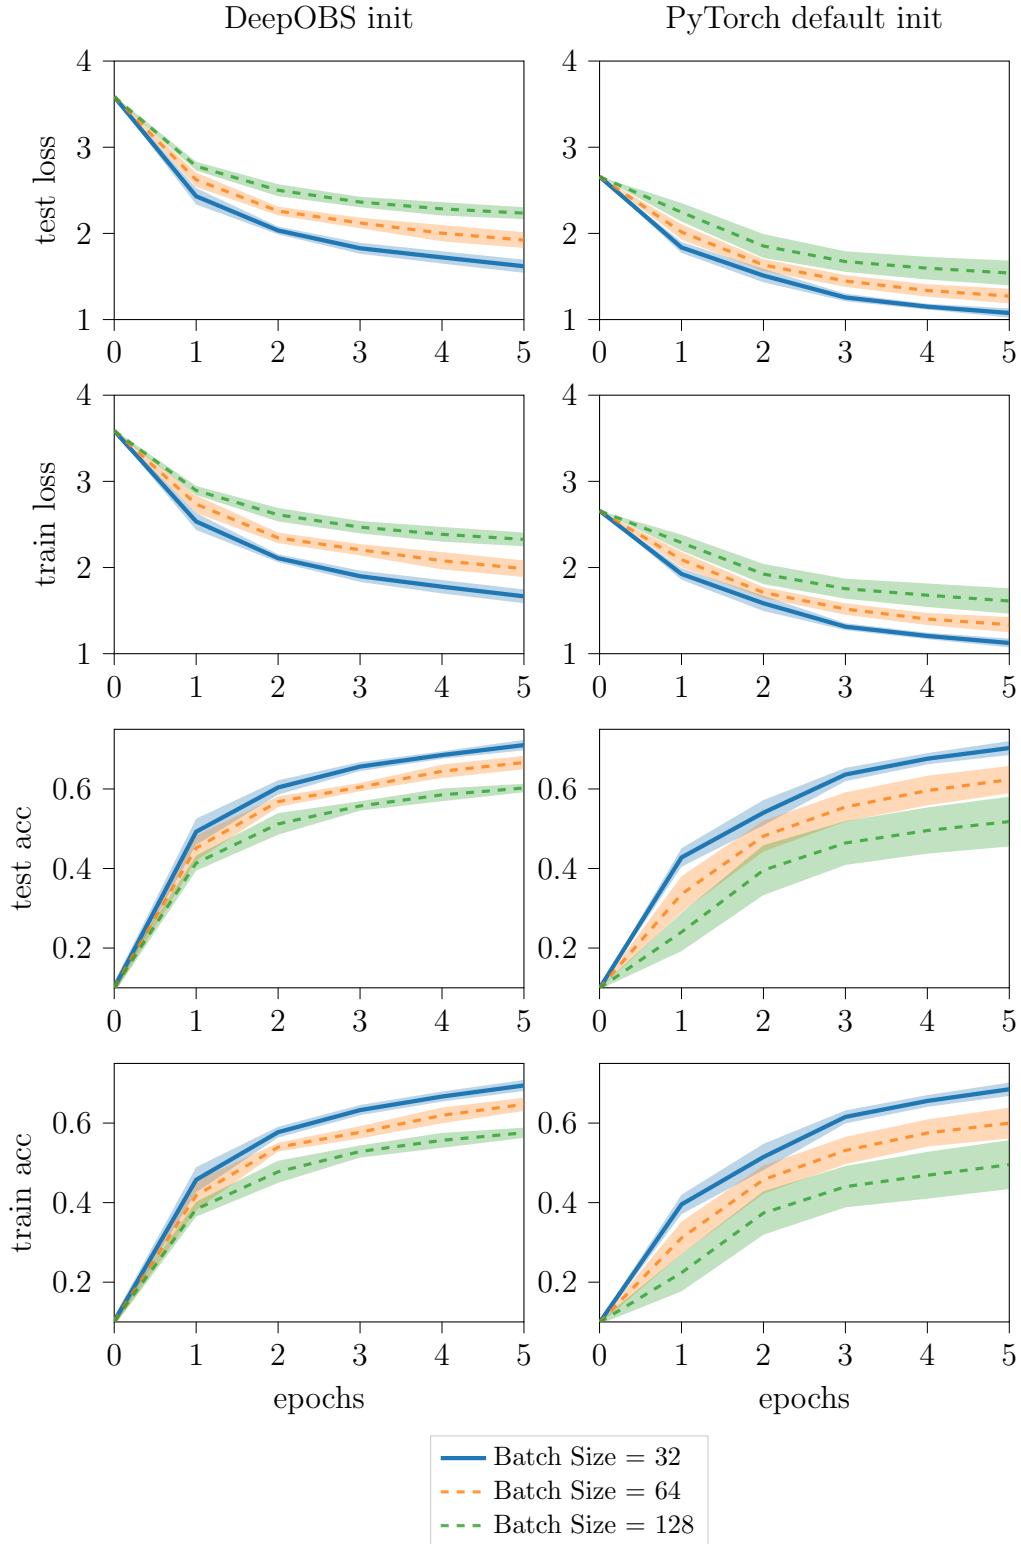 DeepOBS init
PyTorch default init
test loss
4
3
2
1
0 1 2 3 4 5
4
3
2
1
0 1 2 3 4 5
train loss
4
3
2
1
0 1 2 3 4 5
4
3
2
1
0 1 2 3 4 5
test acc
0.6
0.4
0.2
0 1 2 3 4 5
0.6
0.4
0.2
0 1 2 3 4 5
train acc
0.6
0.4
0.2
0 1 2 3 4 5
epochs
0.6
0.4
0.2
0 1 2 3 4 5
epochs
Batch Size = 32
Batch Size = 64
Batch Size = 128